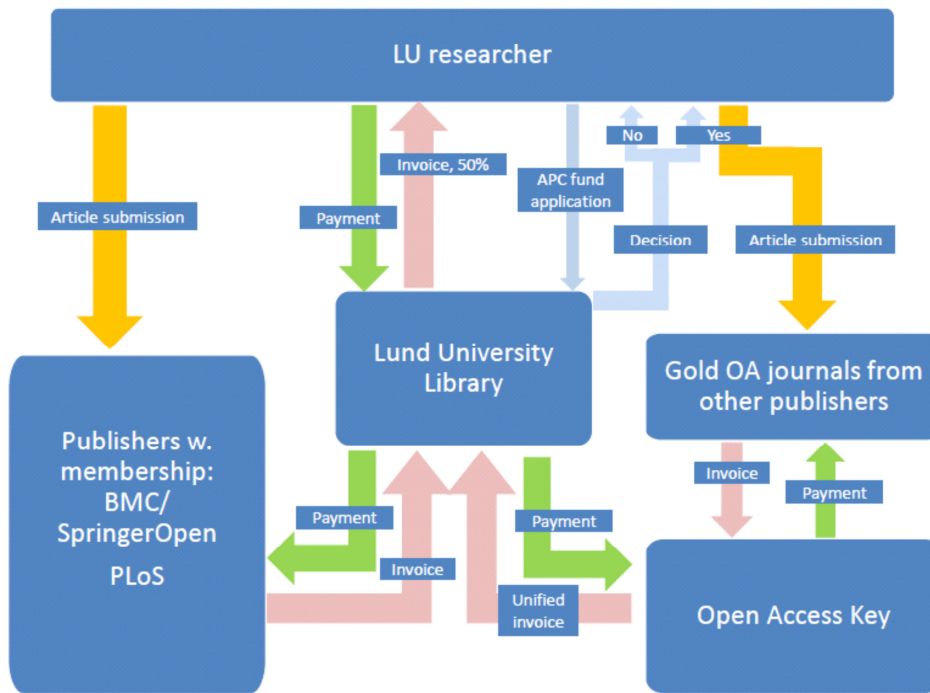 LU researcher
No
Yes
Invoice, 50%
APC fund
application
Article submission
Payment
Decision
Article submission
Lund University
Library
Gold OA journals from
other publishers
Publishers w.
membership:
BMC/
SpringerOpen
PLoS
Invoice
Payment
Payment
Payment
Invoice
Unified
invoice
Open Access Key